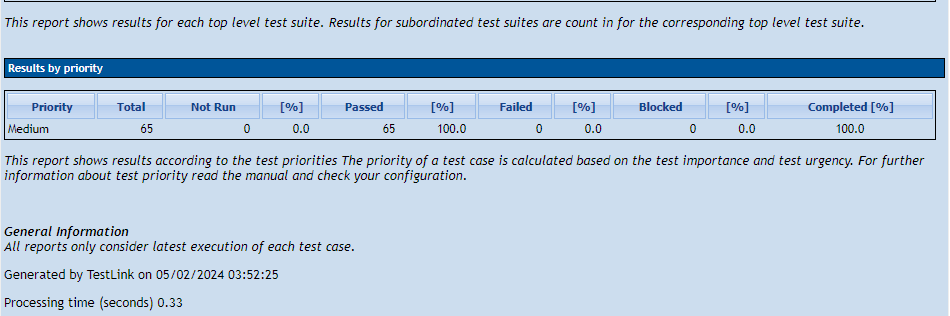 This report shows results for each top level test suite. Results for subordinated test suites are count in for the corresponding top level test suite.
Results by priority
Priority Total Not Run [%] Passed [%] Failed [%] Blocked [%] Completed [%]
Medium 65 0 0.0 65 100.0 0 0.0 0 0.0 100.0
This report shows results according to the test priorities The priority of a test case is calculated based on the test importance and test urgency. For further
information about test priority read the manual and check your configuration.
General Information
All reports only consider latest execution of each test case.
Generated by TestLink on 05/02/2024 03:52:25
Processing time (seconds) 0.33